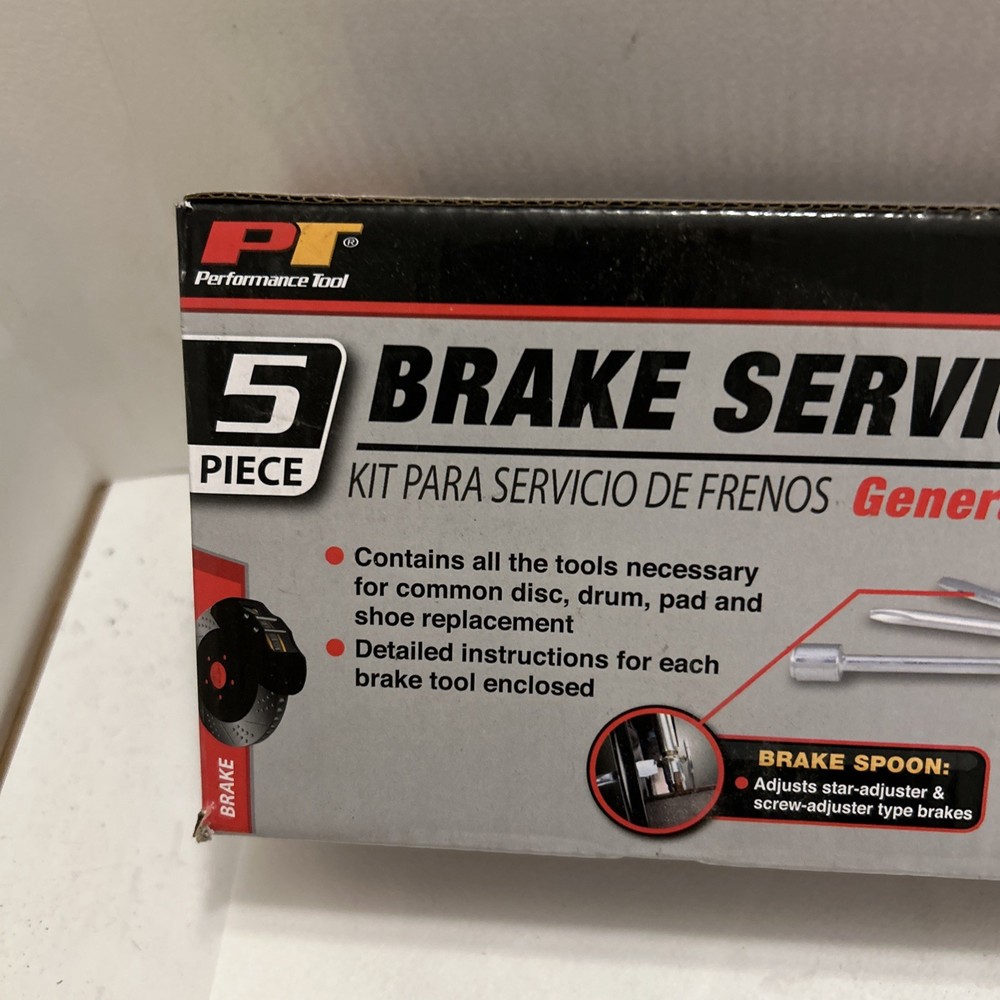 PT®
Performance Tool
5
PIECE
BRAKE SERVI
KIT PARA SERVICIO DE FRENOS Gener
Contains all the tools necessary
for common disc, drum, pad and
shoe replacement
Detailed instructions for each
brake tool enclosed
BRAKE
BRAKE SPOON:
Adjusts star-adjuster &
screw-adjuster type brakes